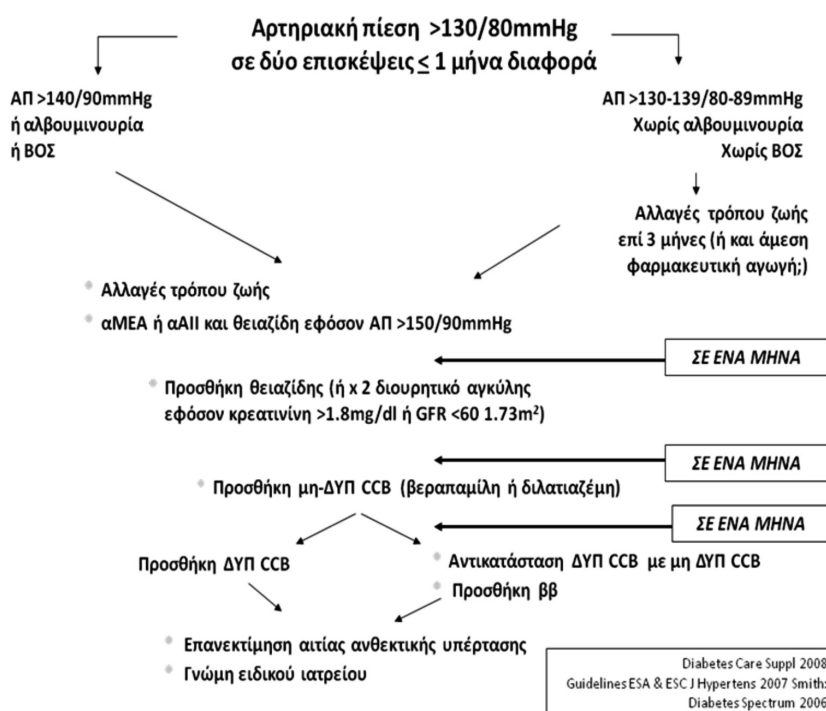 Αρτηριακή πίεση >130/80mmHg
σε δύο επισκέψεις ≤ 1 μήνα διαφορά
ΑΠ >140/90mmHg
ή αλβουμινουρία
ή ΒΟΣ
ΑΠ >130-139/80-89mmHg
Χωρίς αλβουμινουρία
Χωρίς ΒΟΣ
Αλλαγές τρόπου ζωής
επί 3 μήνες (ή και άμεση
φαρμακευτική αγωγή;)
Αλλαγές τρόπου ζωής
αΜΕΑ ή αΑΙΙ και θειαζίδη εφόσον ΑΠ >150/90mmHg
ΣΕ ΕΝΑ ΜΗΝΑ
Προσθήκη θειαζίδης (ή x 2 διουρητικό αγκύλης
εφόσον κρεατινίνη >1.8mg/dl ή GFR <60 1.73m²)
ΣΕ ΕΝΑ ΜΗΝΑ
Προσθήκη μη-ΔΥΠ CCB (βεραπαμίλη ή διλατιαζέμη)
ΣΕ ΕΝΑ ΜΗΝΑ
Προσθήκη ΔΥΠ CCB
Αντικατάσταση ΔΥΠ CCB με μη ΔΥΠ CCB
Προσθήκη ββ
Επανεκτίμηση αιτίας ανθεκτικής υπέρτασης
Γνώμη ειδικού ιατρείου
Diabetes Care Suppl 2008
Guidelines ESA & ESC J Hypertens 2007 Smith:
Diabetes Spectrum 2006